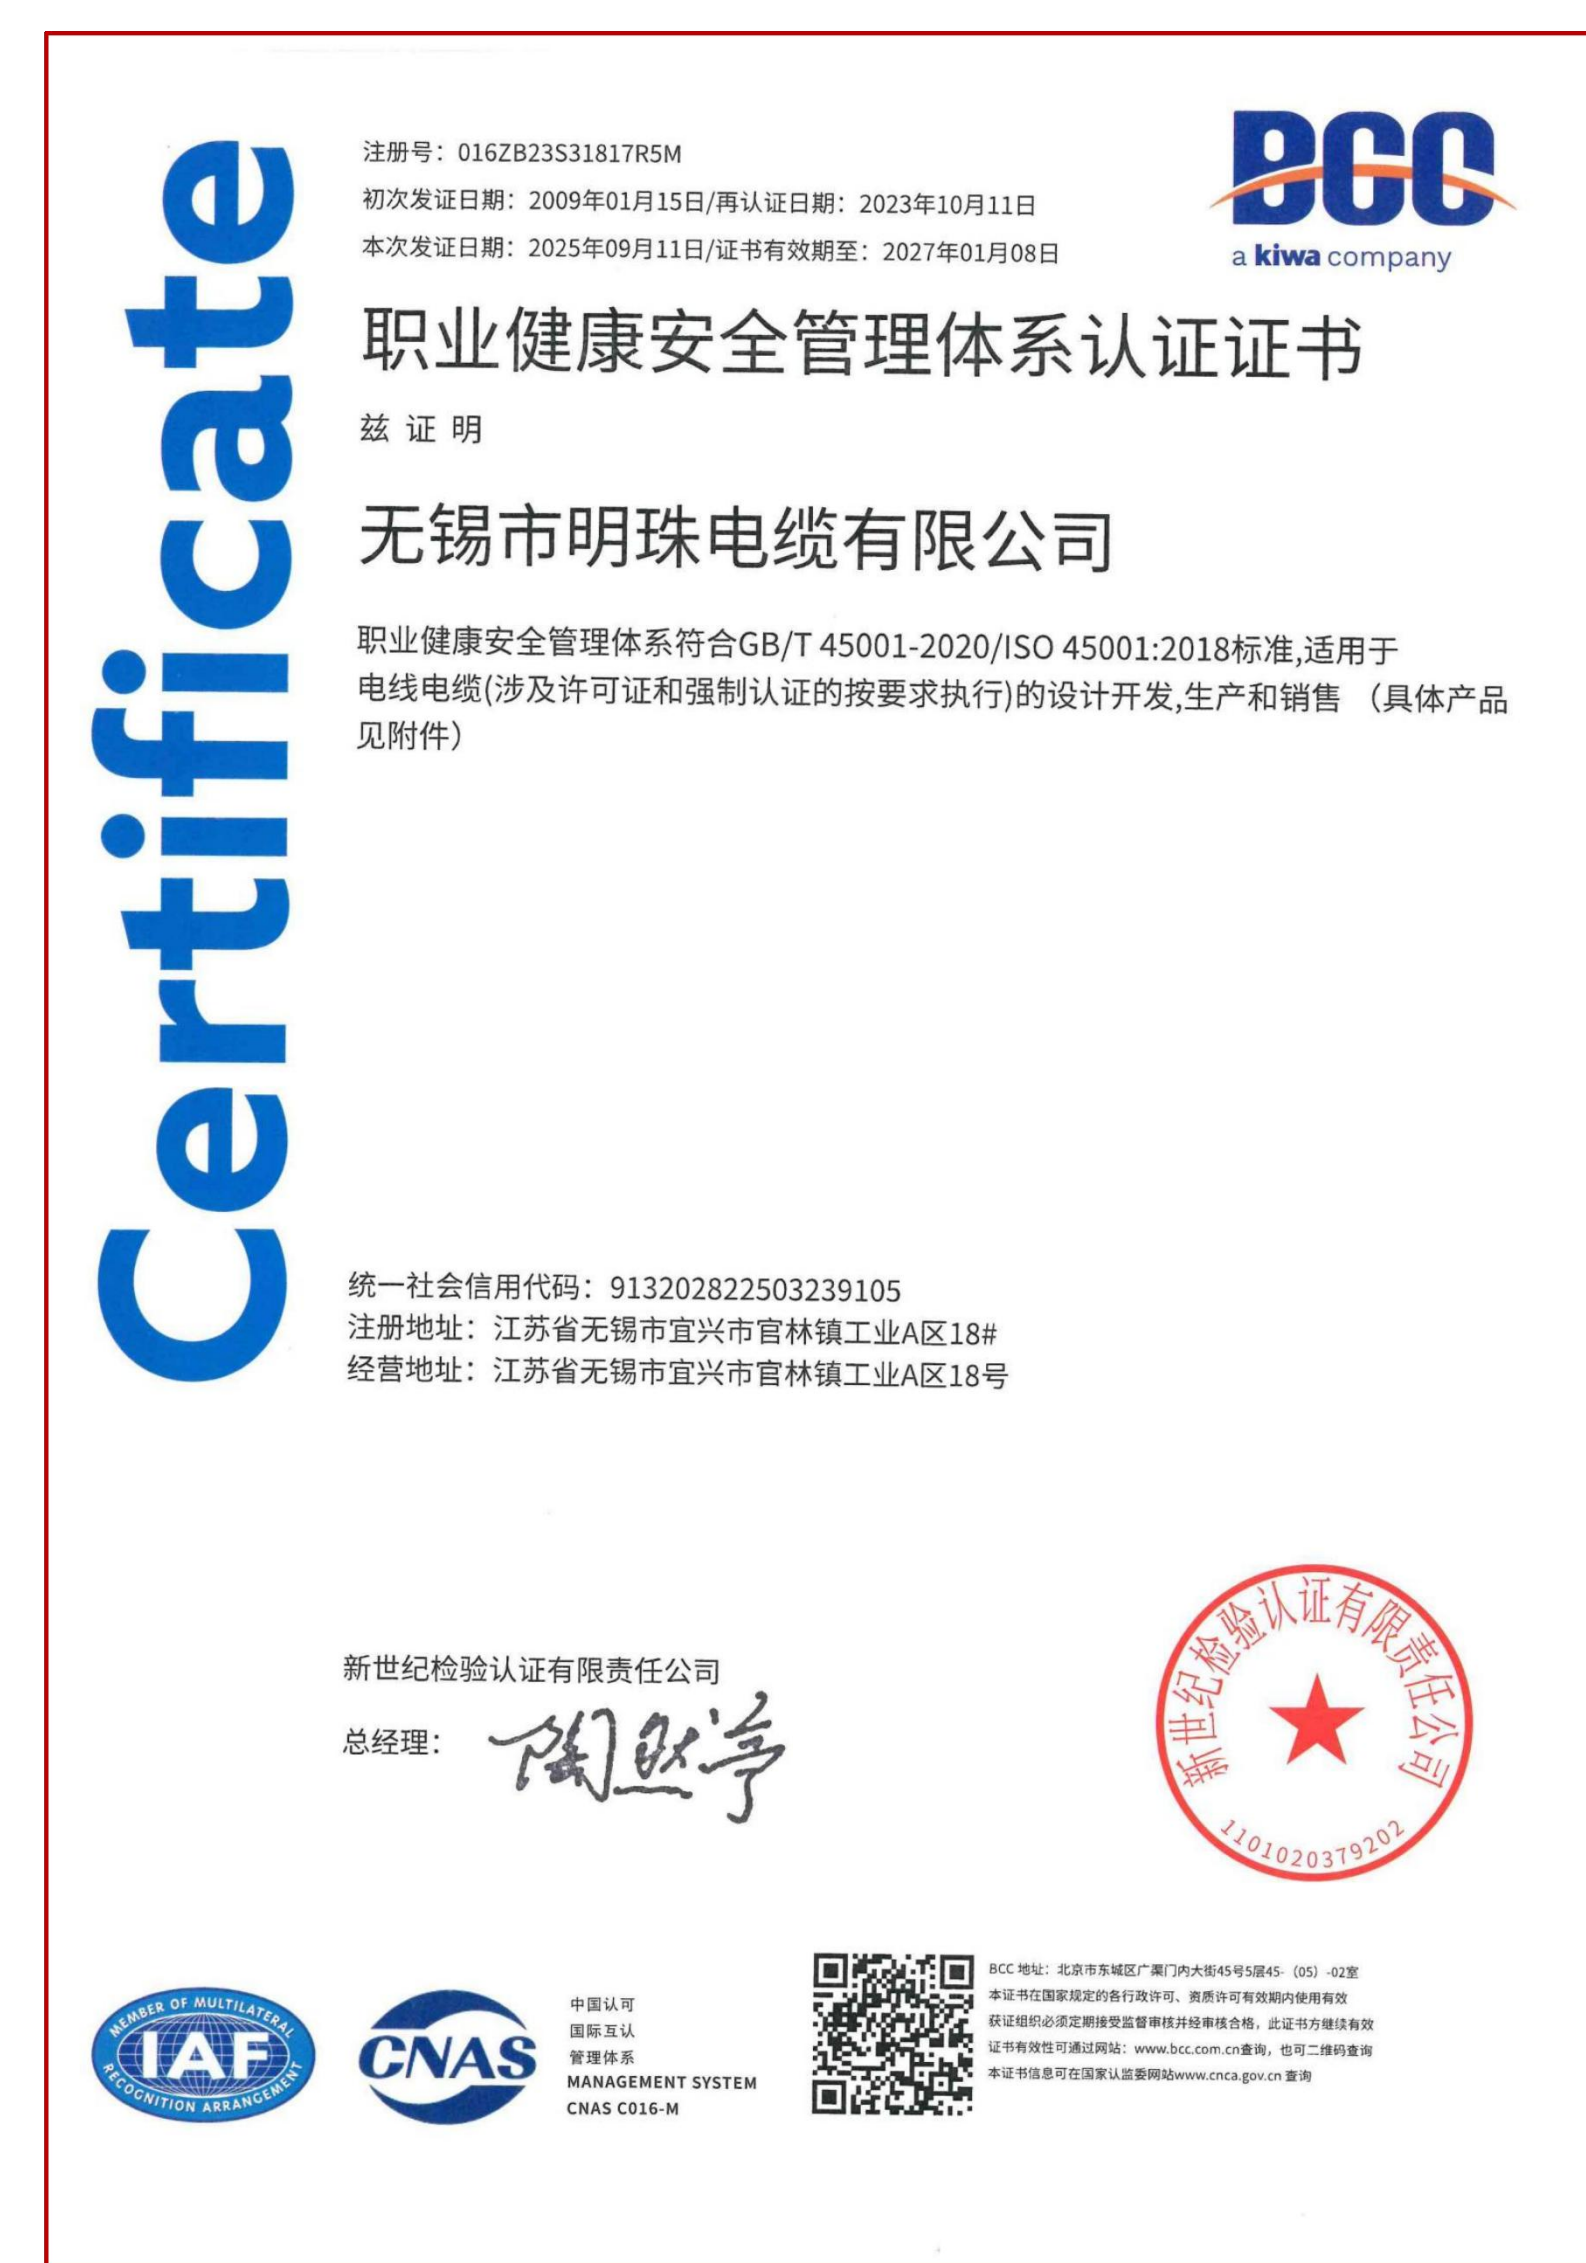 Certificate
注册号：016ZB23S31817R5M
初次发证日期：2009年01月15日/再认证日期：2023年10月11日
本次发证日期：2025年09月11日/证书有效期至：2027年01月08日
BCC
a kiwa company
职业健康安全管理体系认证证书
兹 证 明
无锡市明珠电缆有限公司
职业健康安全管理体系符合GB/T 45001-2020/ISO 45001:2018标准,适用于
电线电缆(涉及许可证和强制认证的按要求执行)的设计开发,生产和销售 （具体产品
见附件）
统一社会信用代码：913202822503239105
注册地址：江苏省无锡市宜兴市官林镇工业A区18#
经营地址：江苏省无锡市宜兴市官林镇工业A区18号
新世纪检验认证有限责任公司
总经理：
陶然亭
新世纪检验认证有限责任公司
1101020379202
MEMBER OF MULTILATERAL
IAF
RECOGNITION ARRANGEMENT
CNAS
中国认可
国际互认
管理体系
MANAGEMENT SYSTEM
CNAS C016-M
BCC 地址：北京市东城区广渠门内大街45号5层45-（05）-02室
本证书在国家规定的各行政许可、资质许可有效期内使用有效
获证组织必须定期接受监督审核并经审核合格，此证书方继续有效
证书有效性可通过网站：www.bcc.com.cn查询，也可二维码查询
本证书信息可在国家认监委网站www.cnca.gov.cn 查询